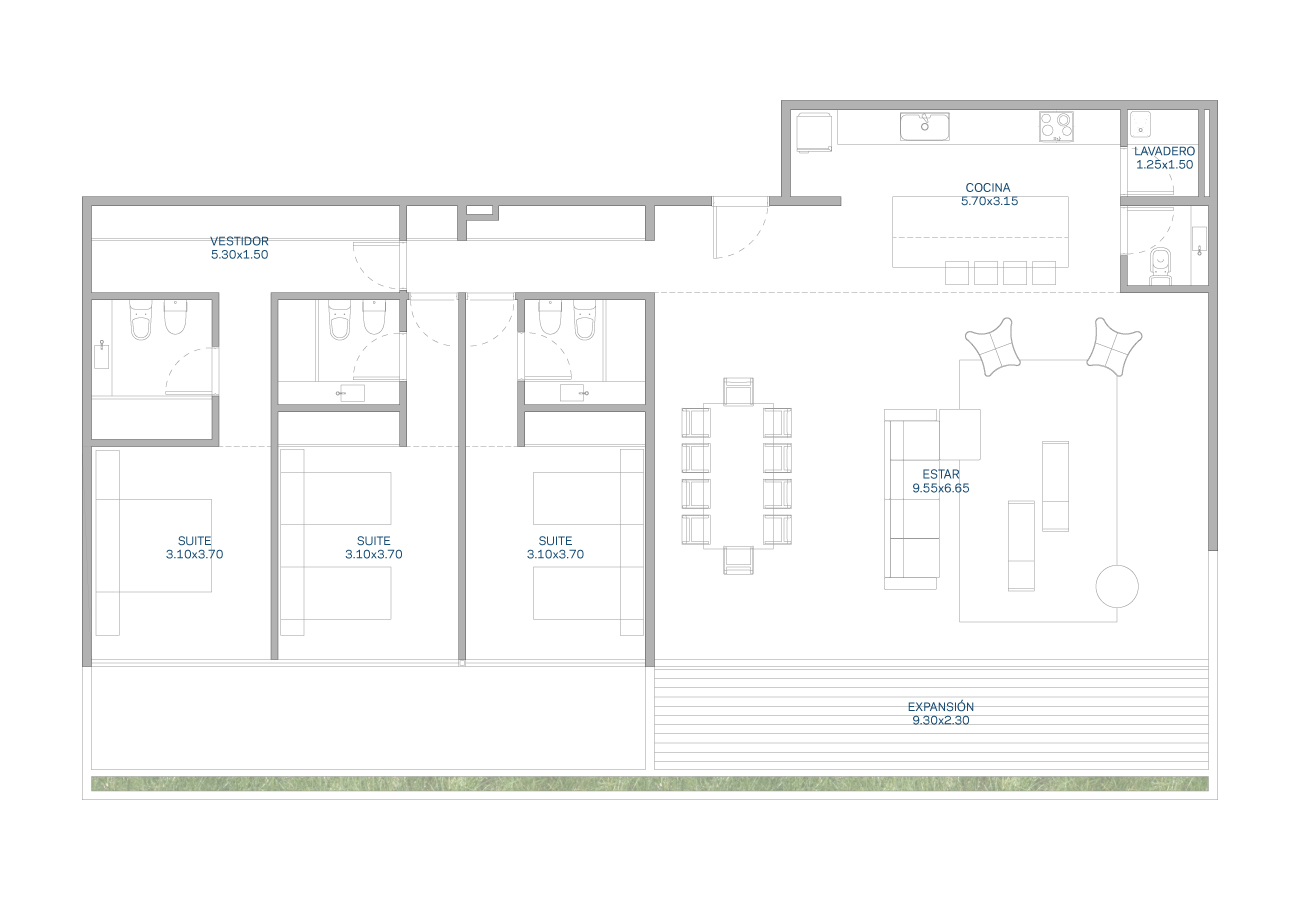 LAVADERO
1.25x1.50
COCINA
5.70x3.15
VESTIDOR
5.30x1.50
ESTAR
9.55x6.65
SUITE
3.10x3.70
SUITE
3.10x3.70
SUITE
3.10x3.70
EXPANSIÓN
9.30x2.30